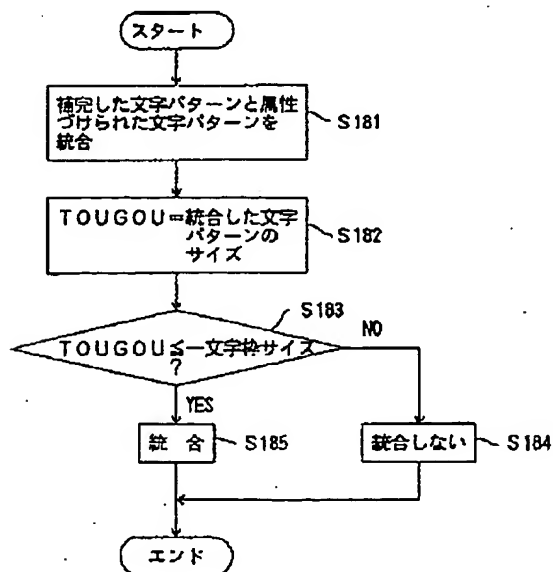 スタート
補完した文字パターンと属性
づけられた文字パターンを
統合
S181
TOUGOU=統合した文字
パターンの
サイズ
S182
S183
TOUGOU≦一文字枠サイズ
?
NO
YES
統合
S185
統合しない
S184
エンド